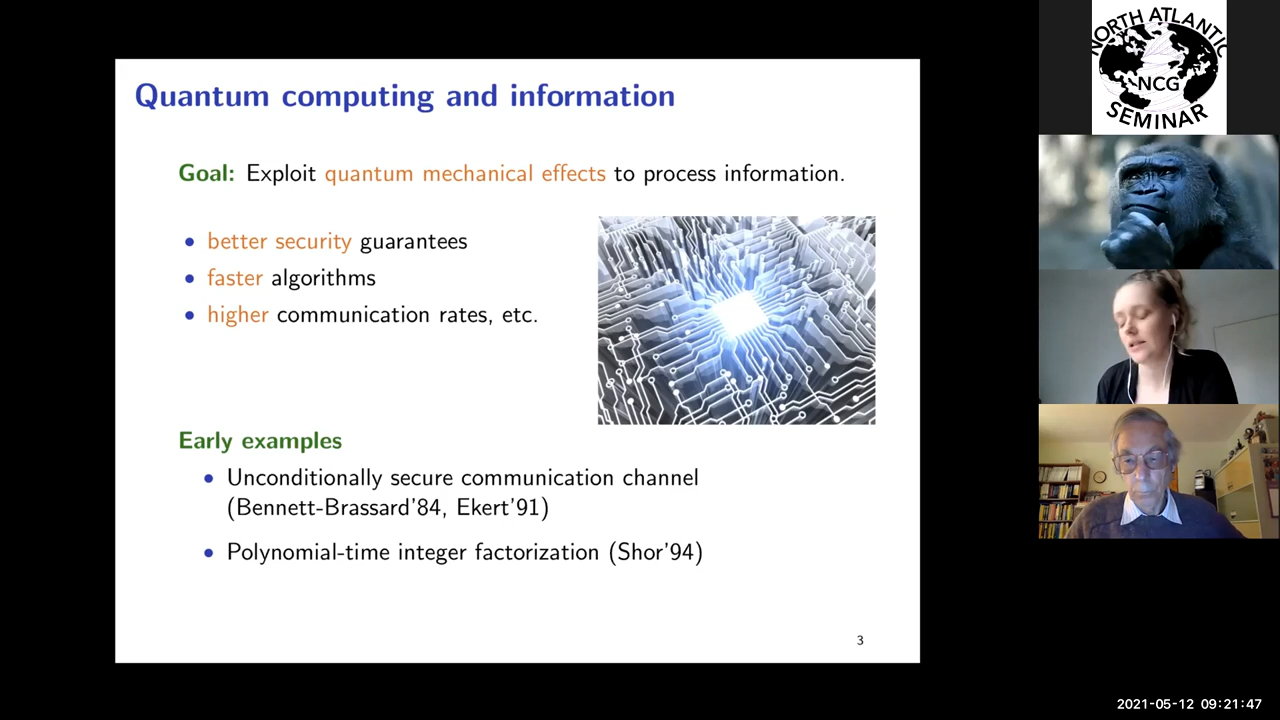 Quantum computing and information
Goal: Exploit quantum mechanical effects to process information.
• better security guarantees
• faster algorithms
• higher communication rates, etc.
Early examples
• Unconditionally secure communication channel
(Bennett-Brassard'84, Ekert'91)
• Polynomial-time integer factorization (Shor'94)
3
NORTH ATLANTIC
NCG
SEMINAR
2021-05-12 09:21:47